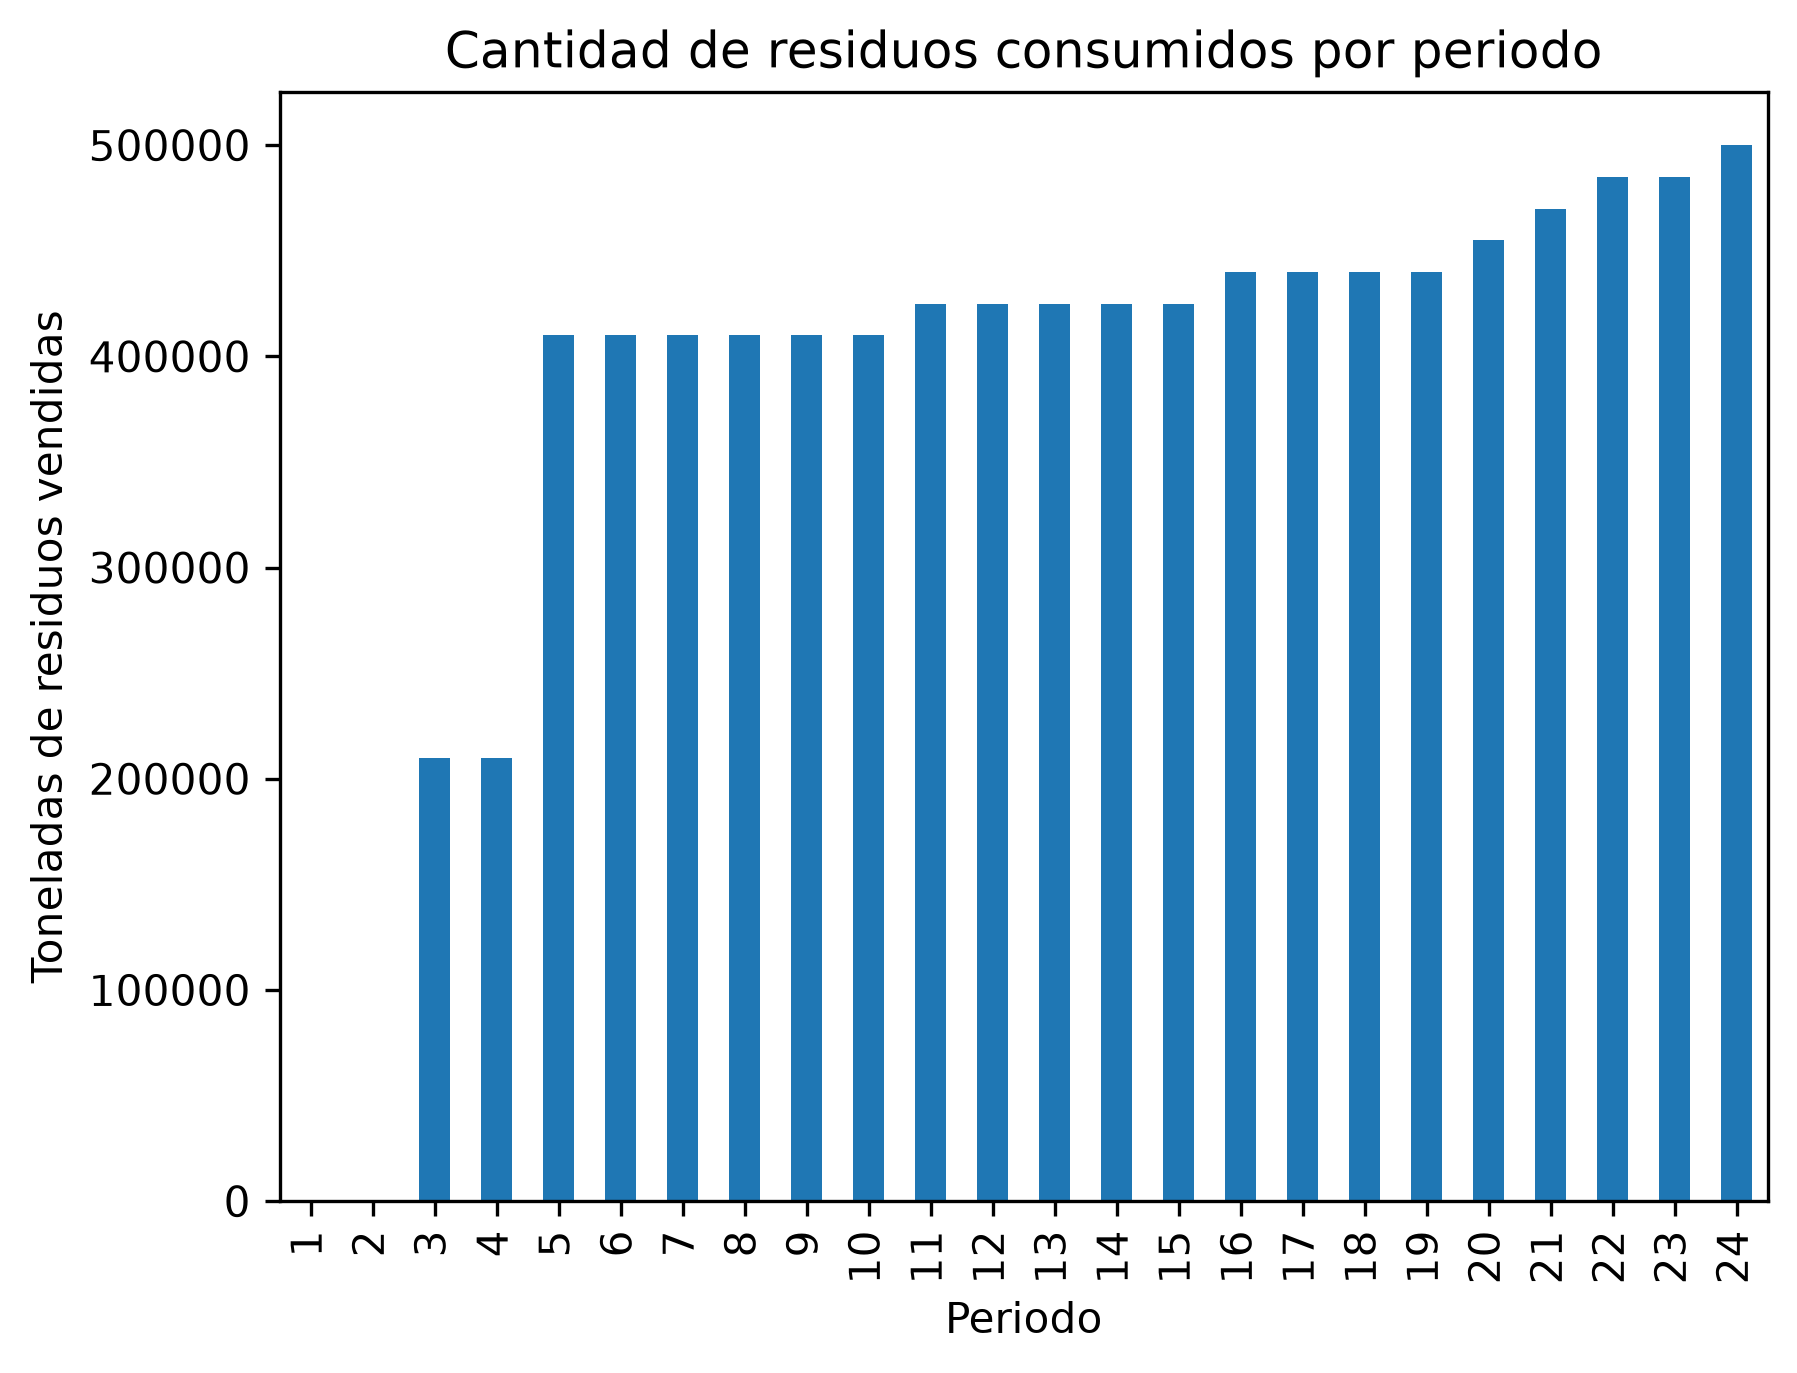 Cantidad de residuos consumidos por periodo
Toneladas de residuos vendidas
500000
400000
300000
200000
100000
0
1 2 3 4 5 6 7 8 9 10 11 12 13 14 15 16 17 18 19 20 21 22 23 24
Periodo